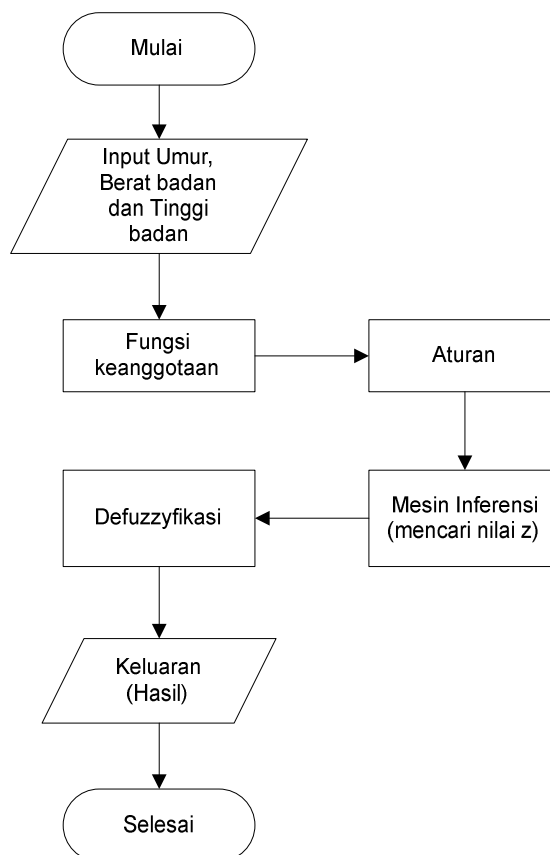 Mulai
Input Umur,
Berat badan
dan Tinggi
badan
Fungsi
keanggotaan
Aturan
Mesin Inferensi
(mencari nilai z)
Defuzzyfikasi
Keluaran
(Hasil)
Selesai